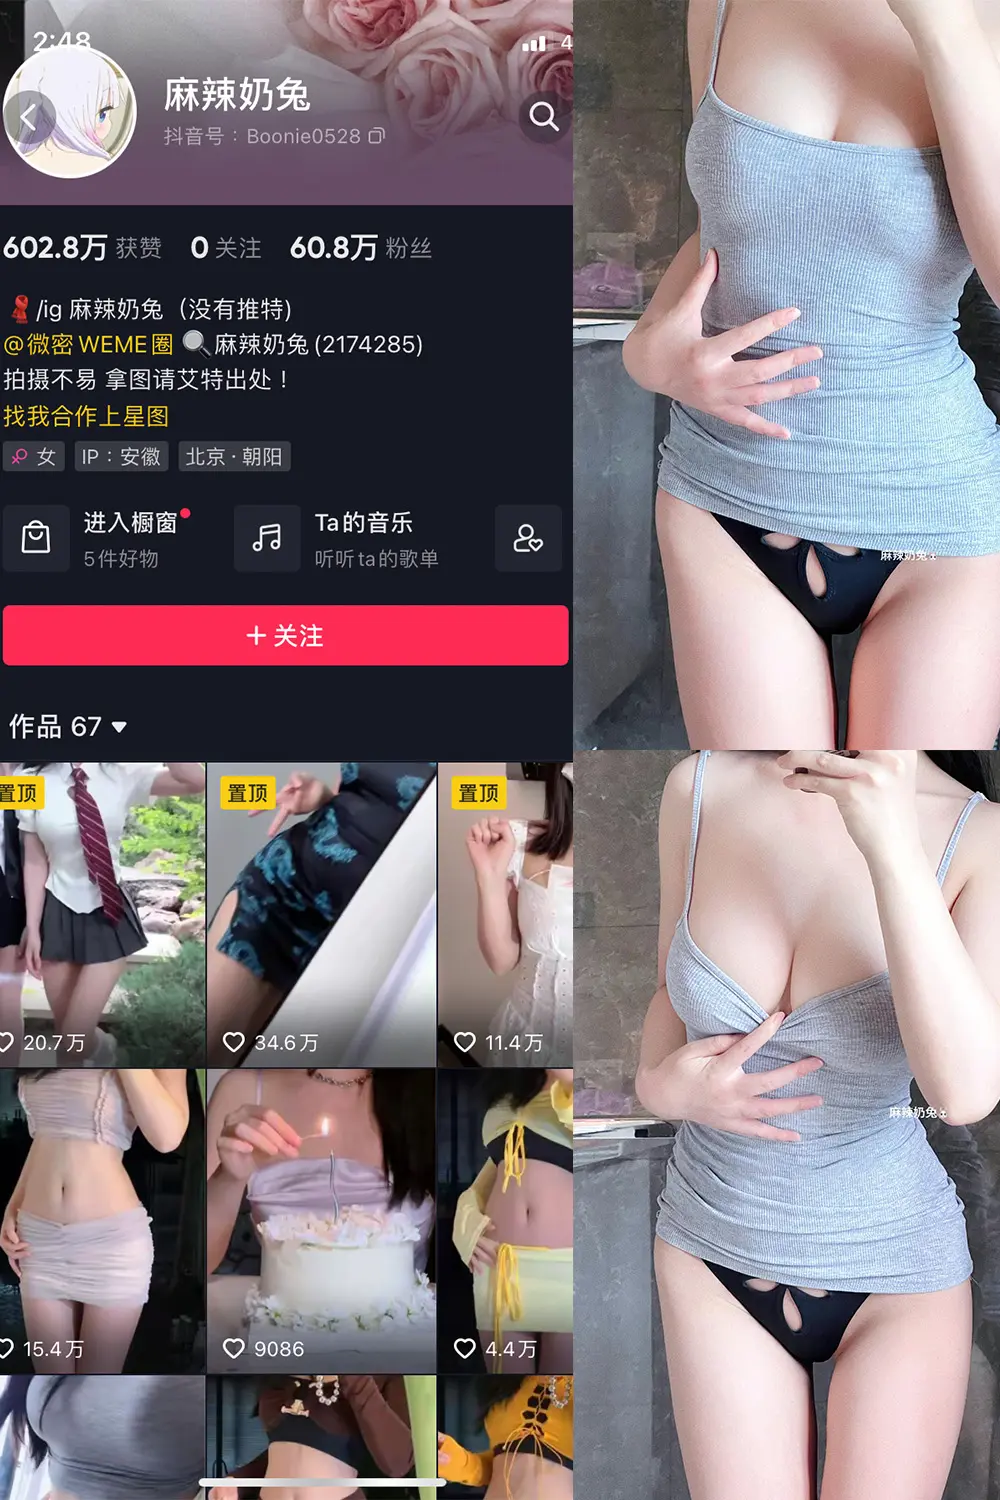 2:48
4
麻辣奶兔
抖音号：Boonie0528
602.8万 获赞 0 关注 60.8万 粉丝
/ig 麻辣奶兔（没有推特)
@微密 WEME圈 🔍麻辣奶兔(2174285)
拍摄不易 拿图请艾特出处！
找我合作上星图
女 IP：安徽 北京·朝阳
进入橱窗 Ta的音乐
5件好物 听听ta的歌单
+ 关注
作品 67
置顶 置顶 置顶
20.7万 34.6万 11.4万
15.4万 9086 4.4万
麻辣奶兔
麻辣奶兔